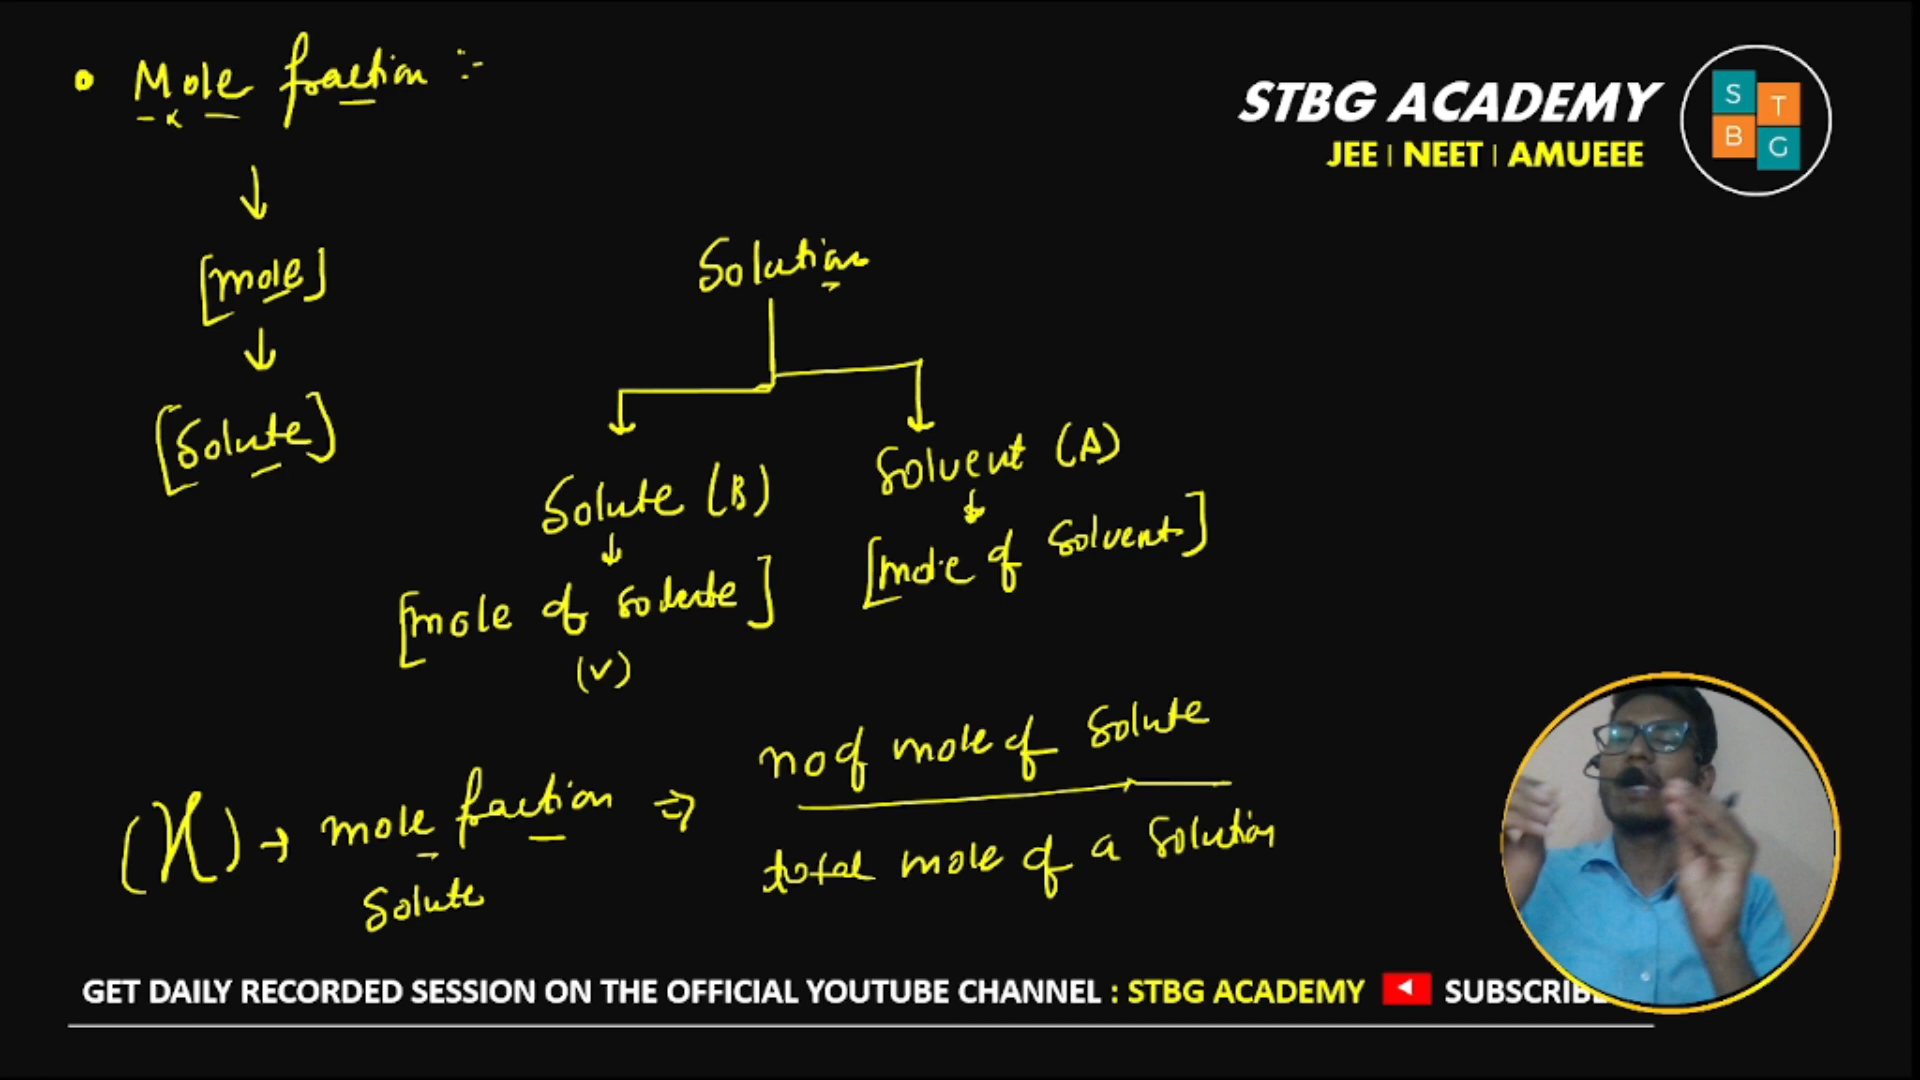 • Mole fraction :-
STBG ACADEMY
JEE | NEET | AMUEEE
S T
B G
[mole]
[Solute]
Solution
Solute (B)
Solvent (A)
[mole of solute]
[mole of solvent]
(v)
(X) → mole fraction ⇒
solute
no of mole of solute
total mole of a solution
GET DAILY RECORDED SESSION ON THE OFFICIAL YOUTUBE CHANNEL : STBG ACADEMY SUBSCRIBE